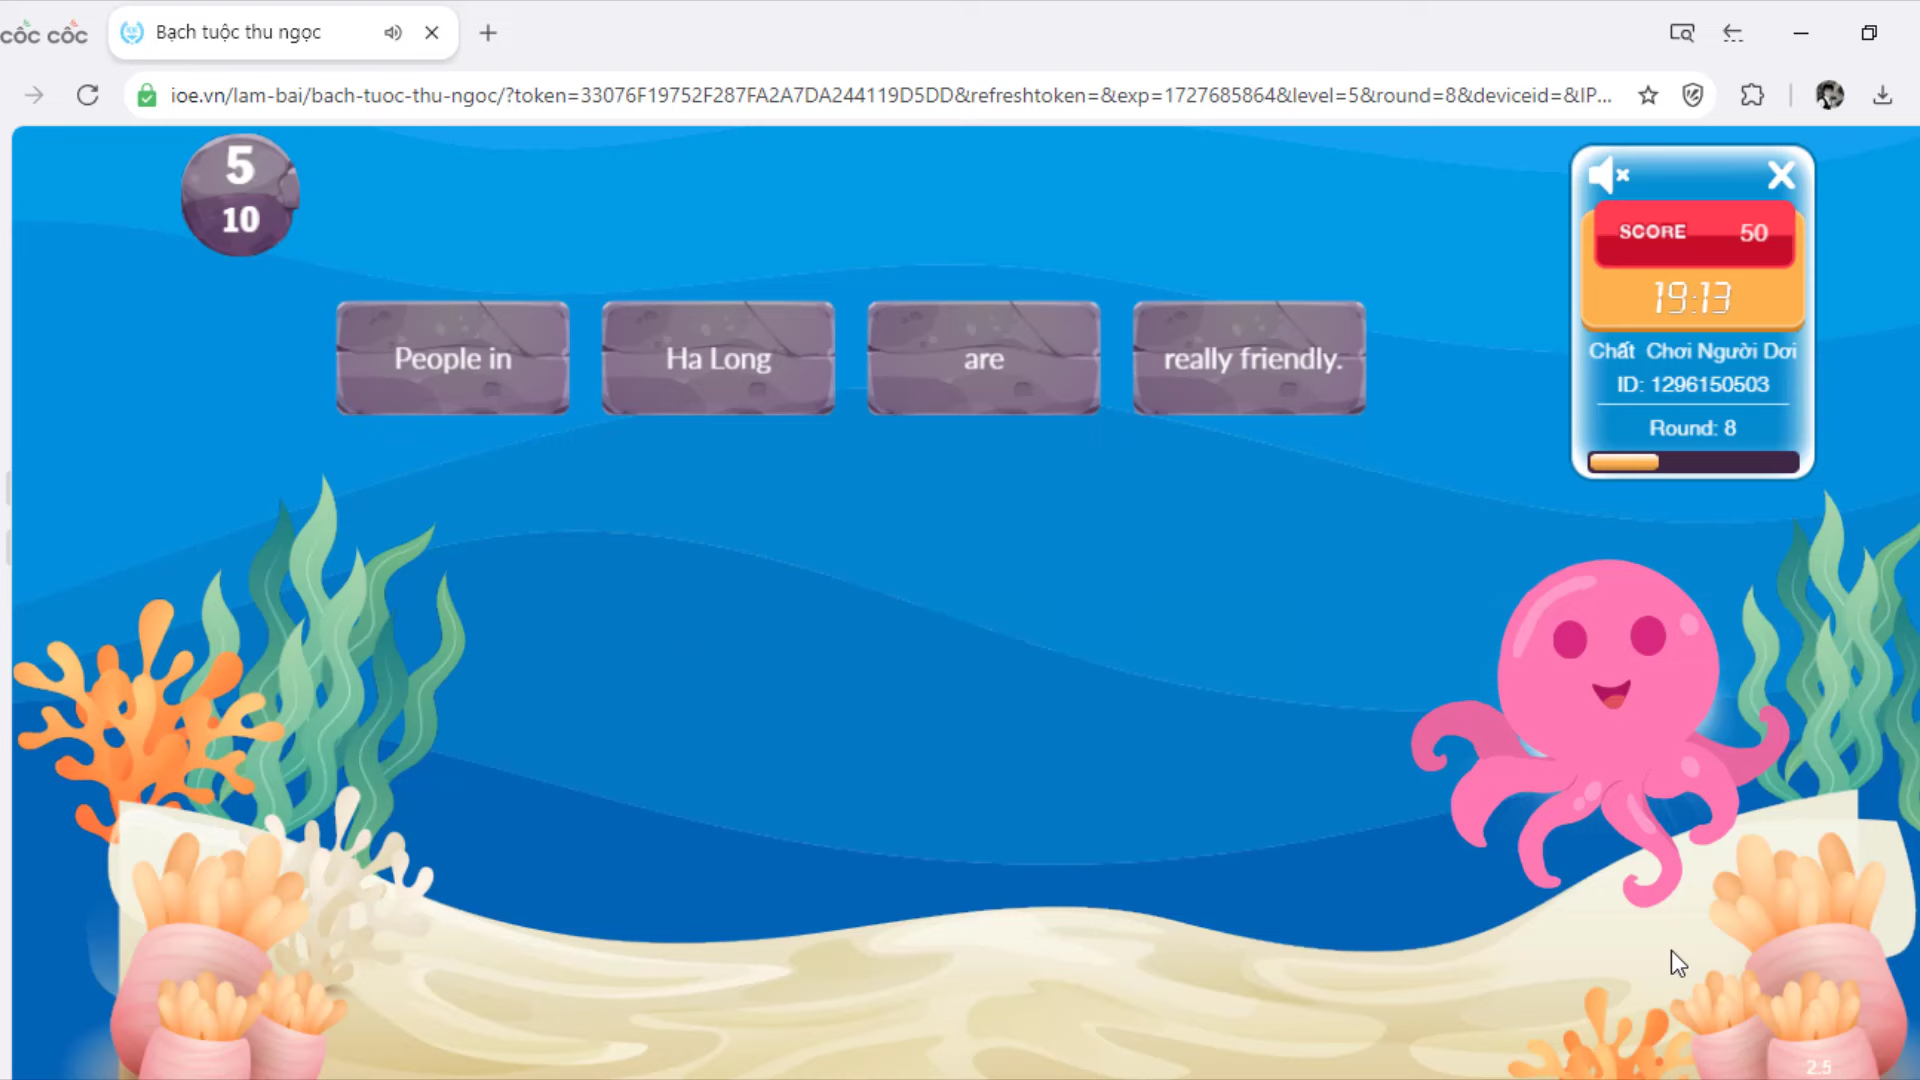 cốc cốc
Bạch tuộc thu ngọc
ioe.vn/lam-bai/bach-tuoc-thu-ngoc/?token=33076F19752F287FA2A7DA244119D5DD&refreshtoken=&exp=1727685864&level=5&round=8&deviceid=&IP...
5
10
SCORE 50
19:13
Chất Chơi Người Dơi
ID: 1296150503
Round: 8
People in
Ha Long
are
really friendly.
2.5